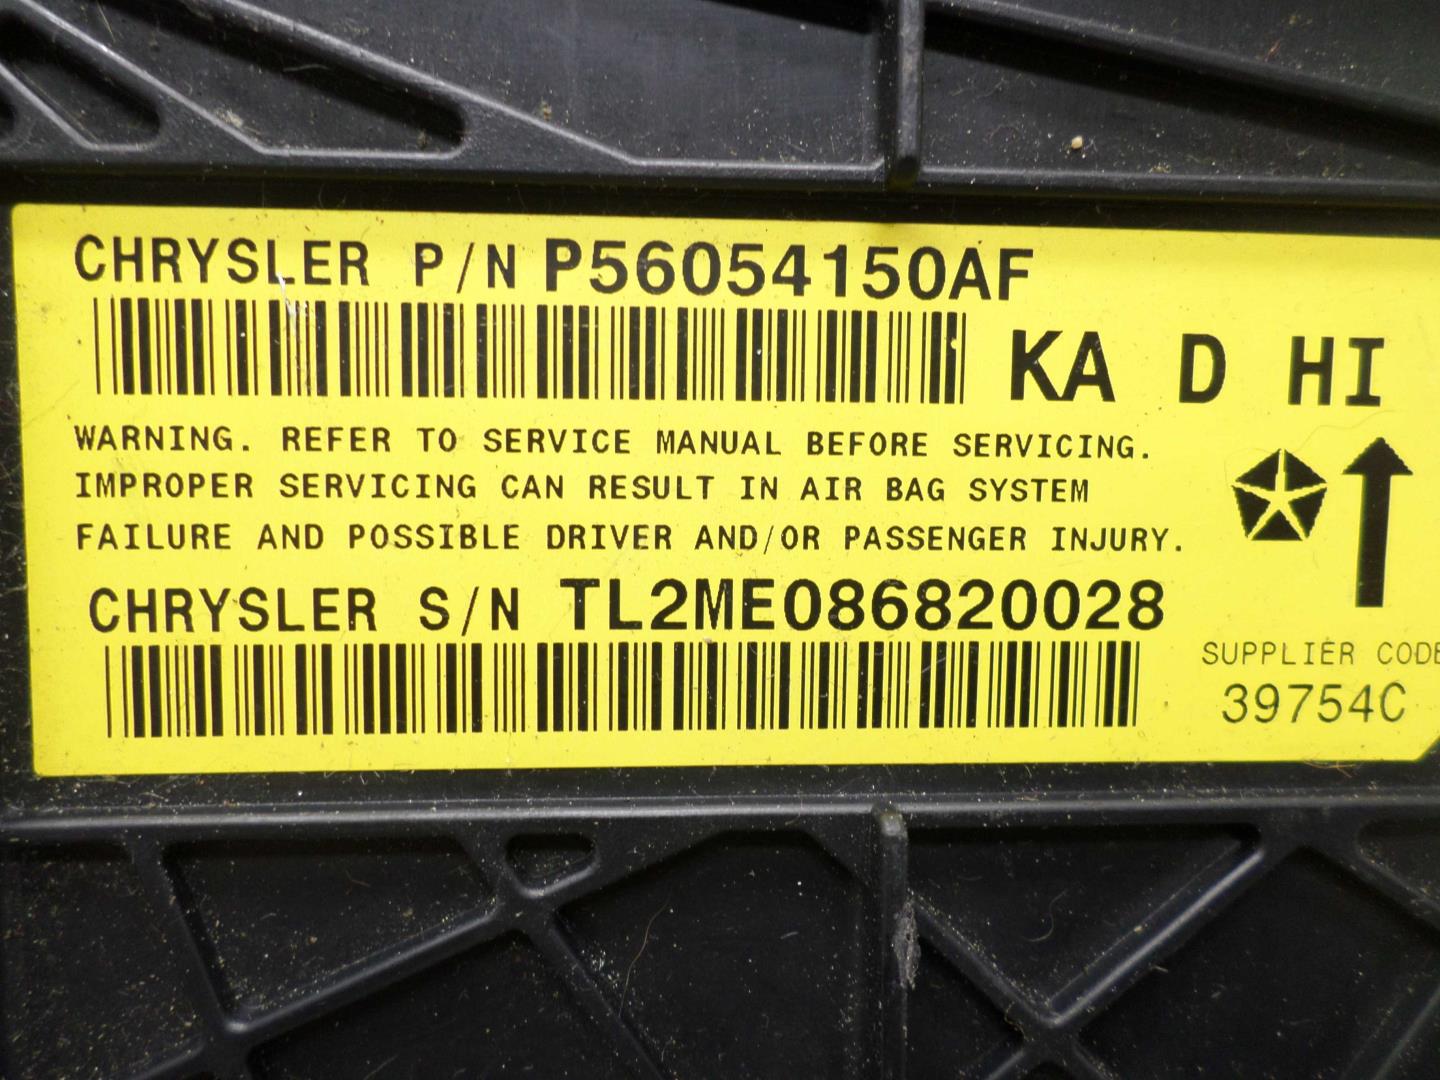 CHRYSLER P/N P56054150AF
KA D HI
WARNING. REFER TO SERVICE MANUAL BEFORE SERVICING.
IMPROPER SERVICING CAN RESULT IN AIR BAG SYSTEM
FAILURE AND POSSIBLE DRIVER AND/OR PASSENGER INJURY.
CHRYSLER S/N TL2ME086820028
SUPPLIER CODE
39754C